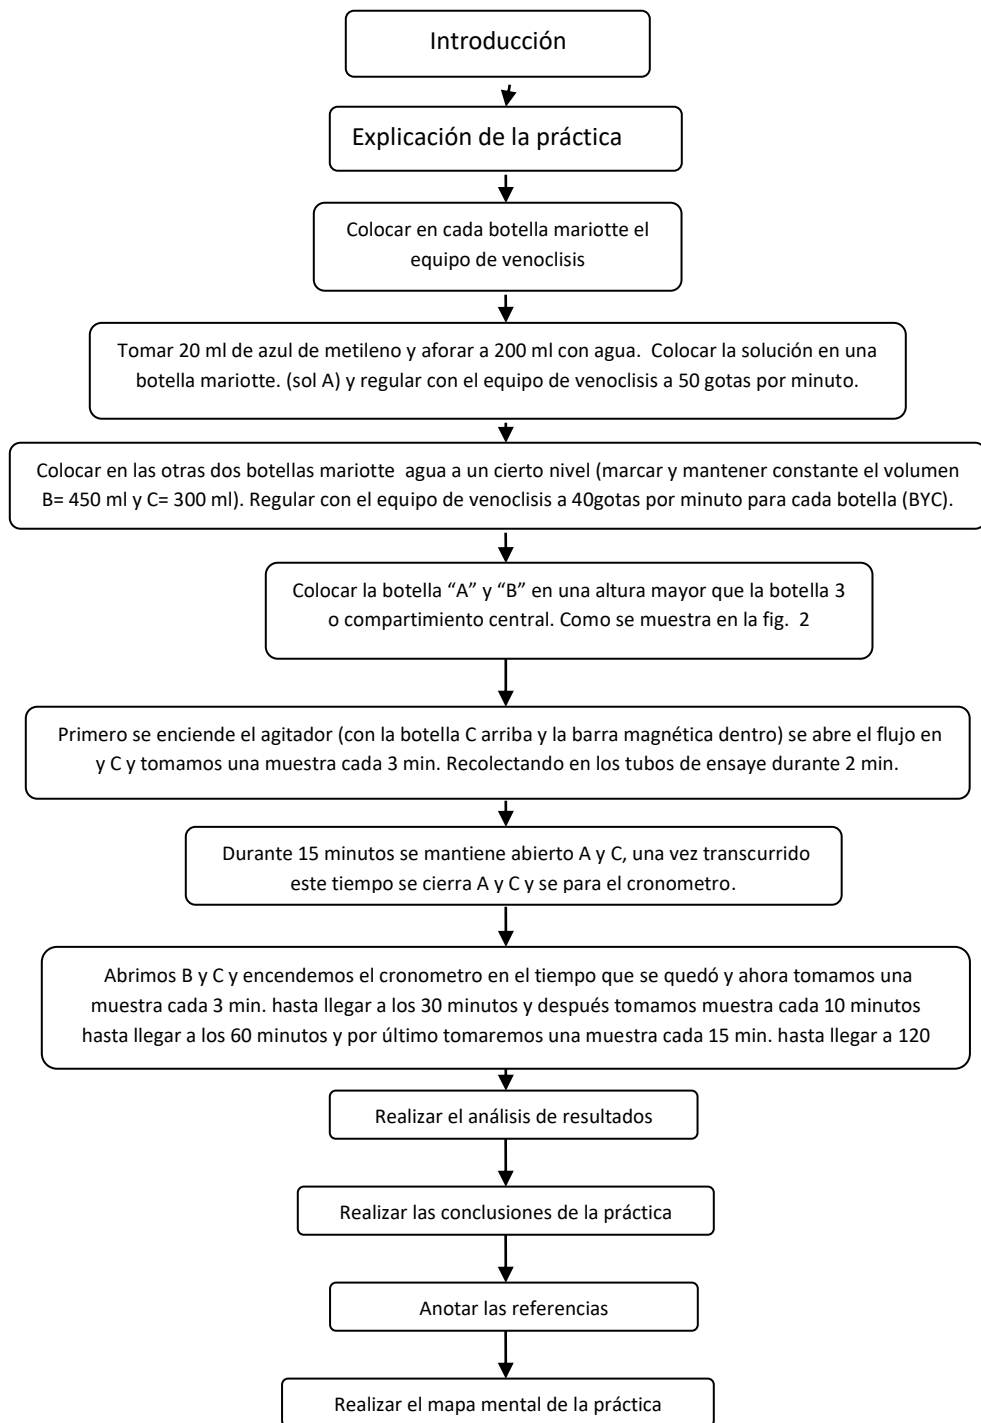 Introducción
Explicación de la práctica
Colocar en cada botella mariotte el
equipo de venoclisis
Tomar 20 ml de azul de metileno y aforar a 200 ml con agua.  Colocar la solución en una
botella mariotte. (sol A) y regular con el equipo de venoclisis a 50 gotas por minuto.
Colocar en las otras dos botellas mariotte  agua a un cierto nivel (marcar y mantener constante el volumen
B= 450 ml y C= 300 ml). Regular con el equipo de venoclisis a 40gotas por minuto para cada botella (BYC).
Colocar la botella “A” y “B” en una altura mayor que la botella 3
o compartimiento central. Como se muestra en la fig.  2
Primero se enciende el agitador (con la botella C arriba y la barra magnética dentro) se abre el flujo en
y C y tomamos una muestra cada 3 min. Recolectando en los tubos de ensaye durante 2 min.
Durante 15 minutos se mantiene abierto A y C, una vez transcurrido
este tiempo se cierra A y C y se para el cronometro.
Abrimos B y C y encendemos el cronometro en el tiempo que se quedó y ahora tomamos una
muestra cada 3 min. hasta llegar a los 30 minutos y después tomamos muestra cada 10 minutos
hasta llegar a los 60 minutos y por último tomaremos una muestra cada 15 min. hasta llegar a 120
Realizar el análisis de resultados
Realizar las conclusiones de la práctica
Anotar las referencias
Realizar el mapa mental de la práctica